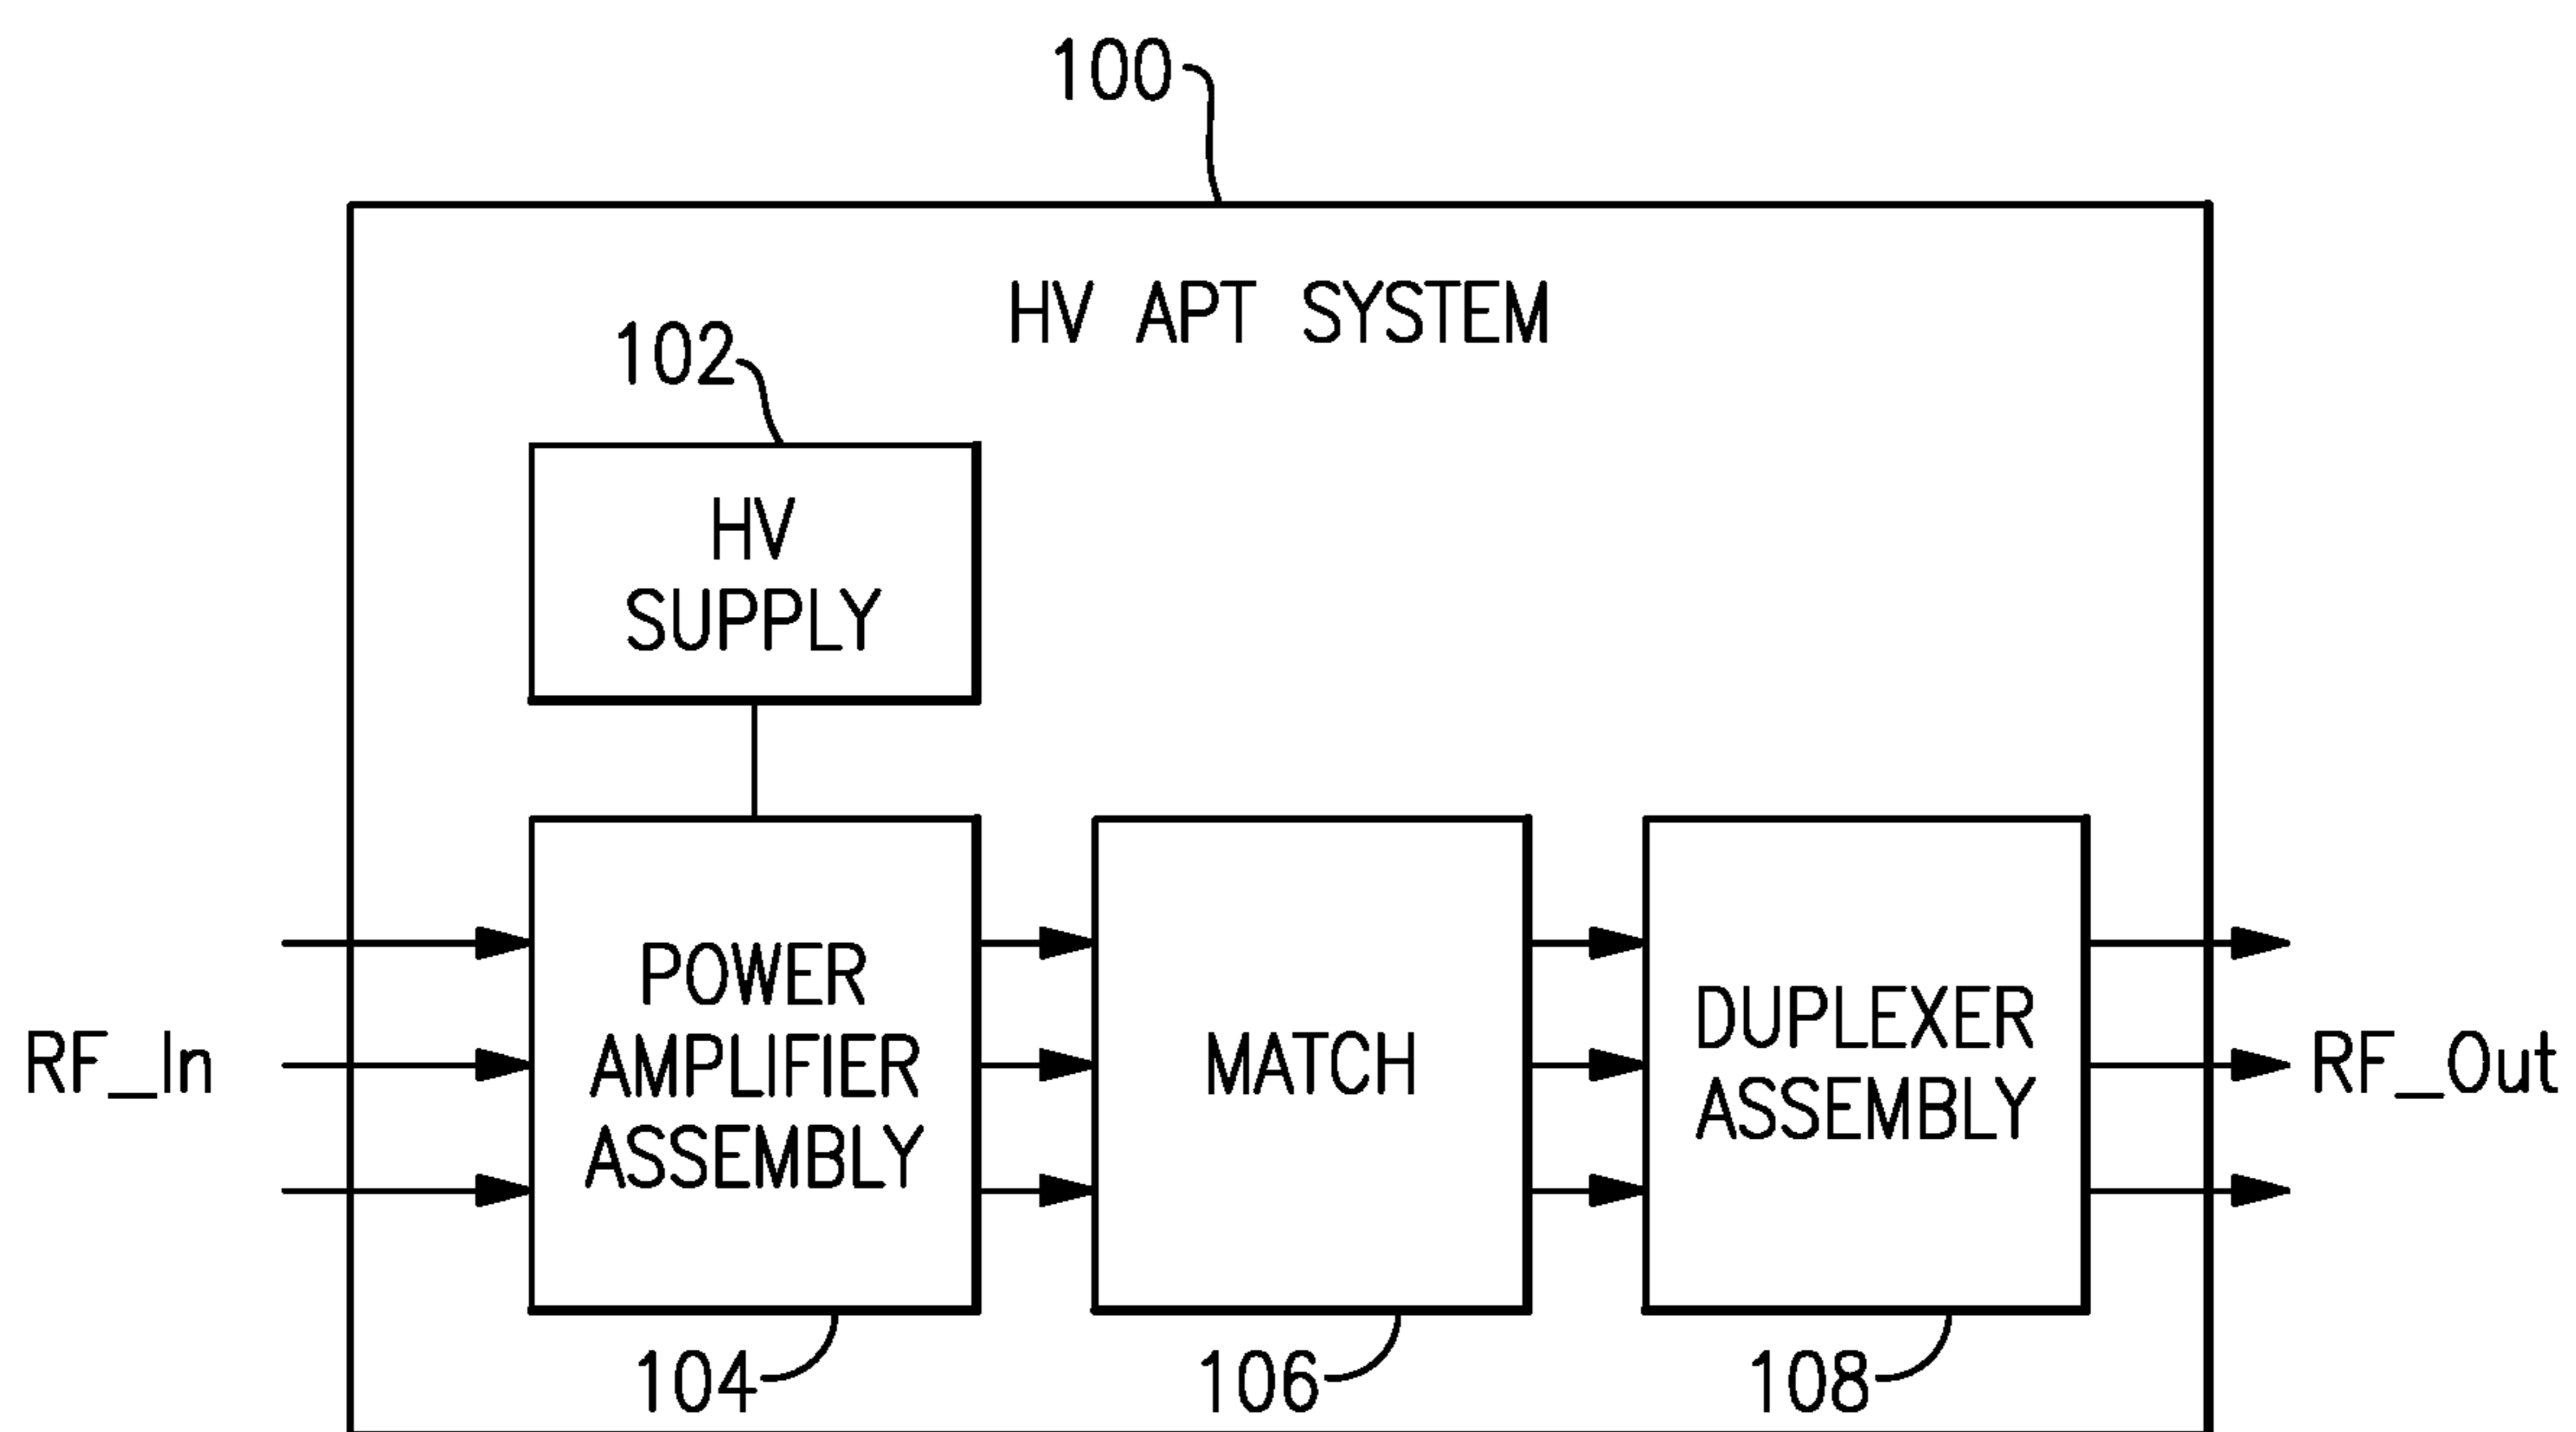 100
HV APT SYSTEM
102
HV
SUPPLY
RF_In
POWER
AMPLIFIER
ASSEMBLY
MATCH
DUPLEXER
ASSEMBLY
RF_Out
104
106
108